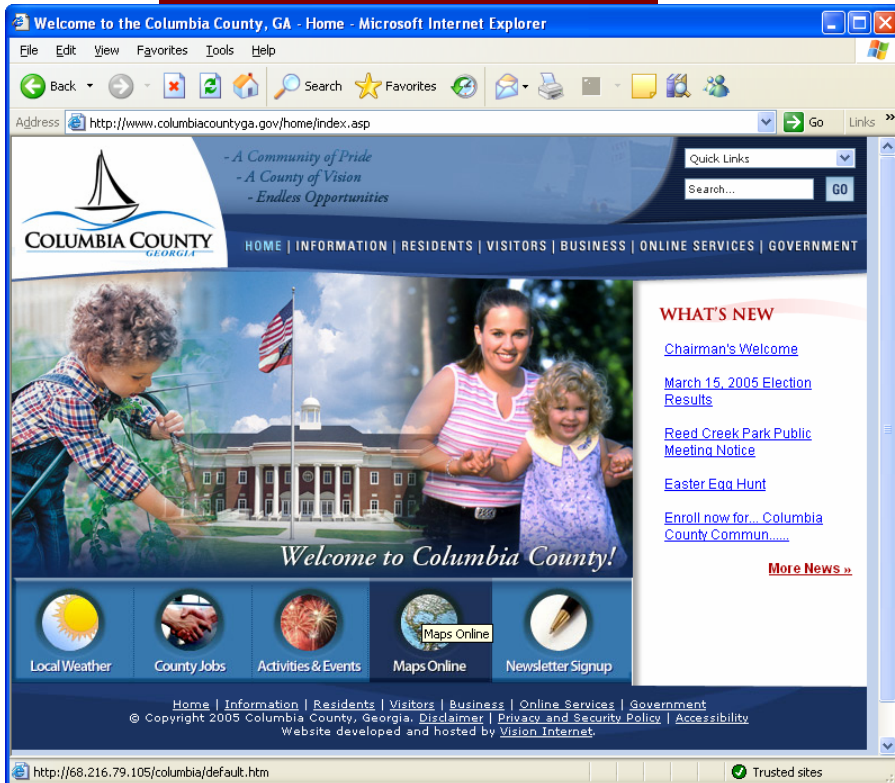 Welcome to the Columbia County, GA - Home - Microsoft Internet Explorer
File Edit View Favorites Tools Help
Back Search Favorites
Address http://www.columbiacountyga.gov/home/index.asp Go Links »
- A Community of Pride
- A County of Vision
- Endless Opportunities
Quick Links
Search... GO
COLUMBIA COUNTY
GEORGIA
HOME | INFORMATION | RESIDENTS | VISITORS | BUSINESS | ONLINE SERVICES | GOVERNMENT
WHAT'S NEW
Chairman's Welcome
March 15, 2005 Election
Results
Reed Creek Park Public
Meeting Notice
Easter Egg Hunt
Enroll now for... Columbia
County Commun......
More News »
Welcome to Columbia County!
Local Weather
County Jobs
Activities & Events
Maps Online
Maps Online
Newsletter Signup
Home | Information | Residents | Visitors | Business | Online Services | Government
© Copyright 2005 Columbia County, Georgia. Disclaimer | Privacy and Security Policy | Accessibility
Website developed and hosted by Vision Internet.
http://68.216.79.105/columbia/default.htm Trusted sites